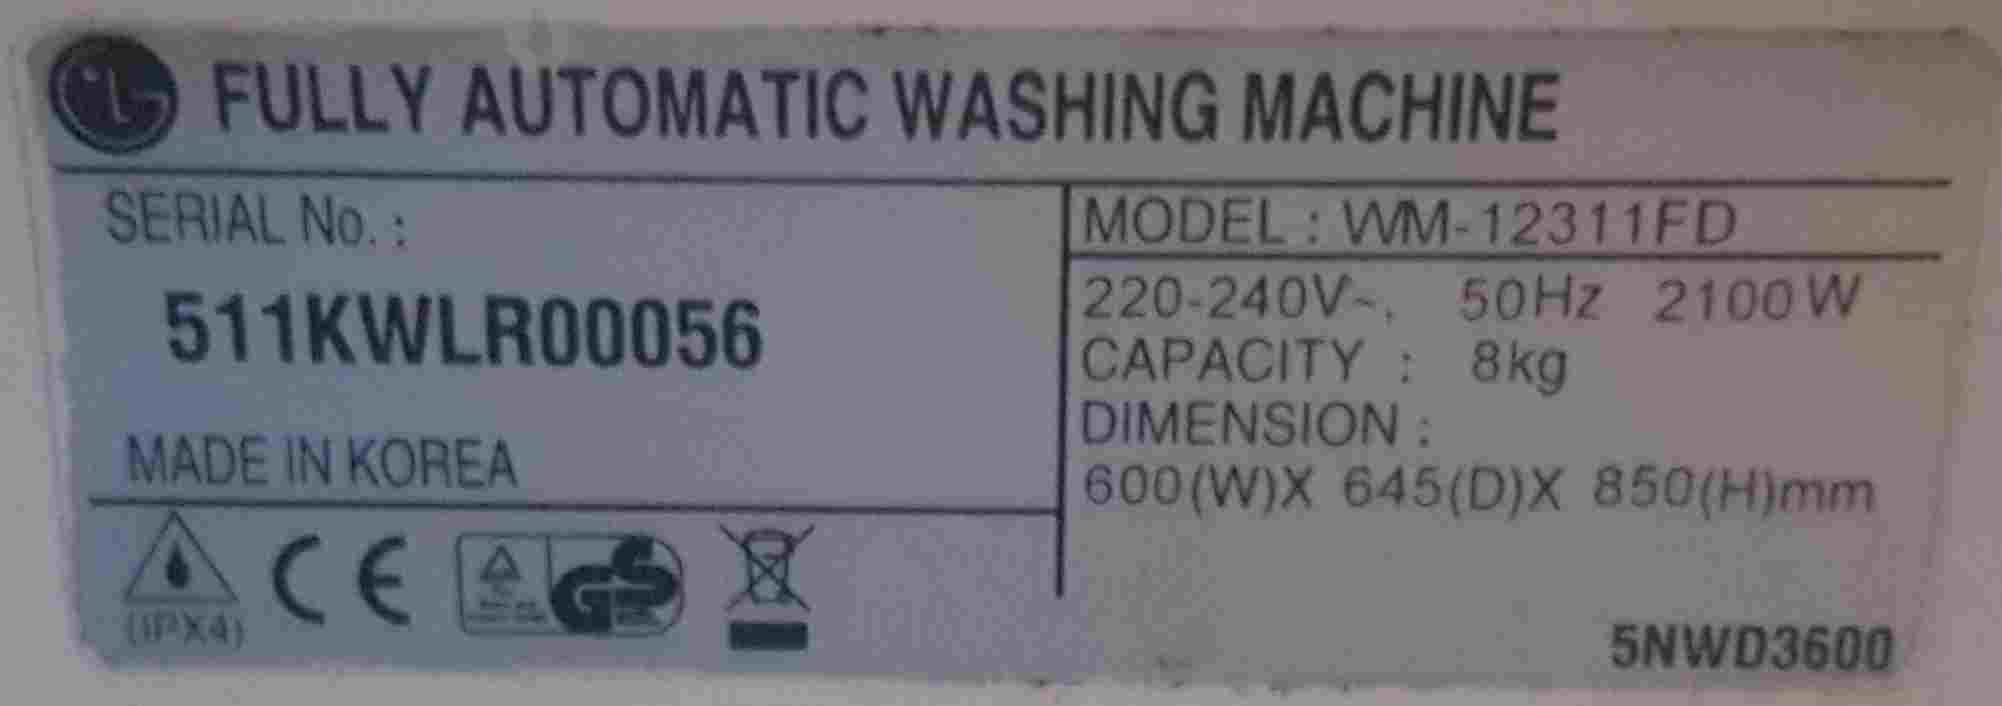 FULLY AUTOMATIC WASHING MACHINE
SERIAL No. :
511KWLR00056
MADE IN KOREA
(IPX4)
CE
GS
MODEL : WM-12311FD
220-240V~, 50Hz 2100W
CAPACITY : 8kg
DIMENSION :
600(W)X 645(D)X 850(H)mm
5NWD3600